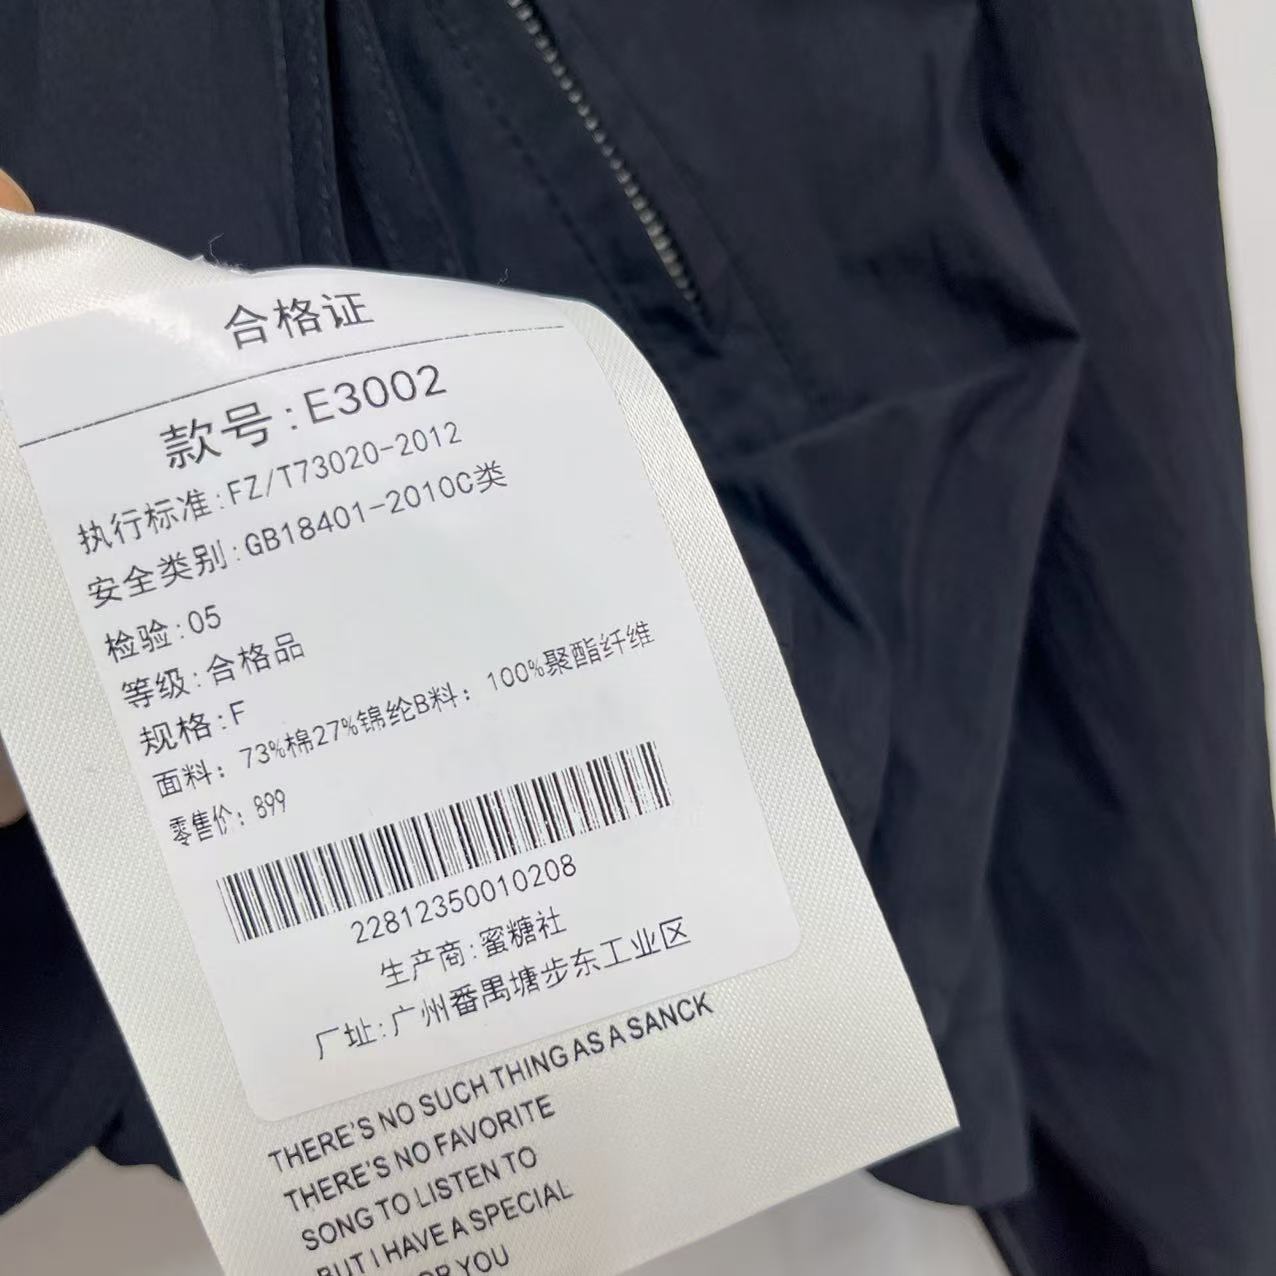 合格证
款号:E3002
执行标准:FZ/T73020-2012
安全类别:GB18401-2010C类
检验:05
等级:合格品
规格:F
面料：73%棉27%锦纶B料：100%聚酯纤维
零售价：899
22812350010208
生产商:蜜糖社
厂址:广州番禺塘步东工业区
THERE'S NO SUCH THING AS A SANCK
THERE'S NO FAVORITE
SONG TO LISTEN TO
BUT I HAVE A SPECIAL
OR YOU